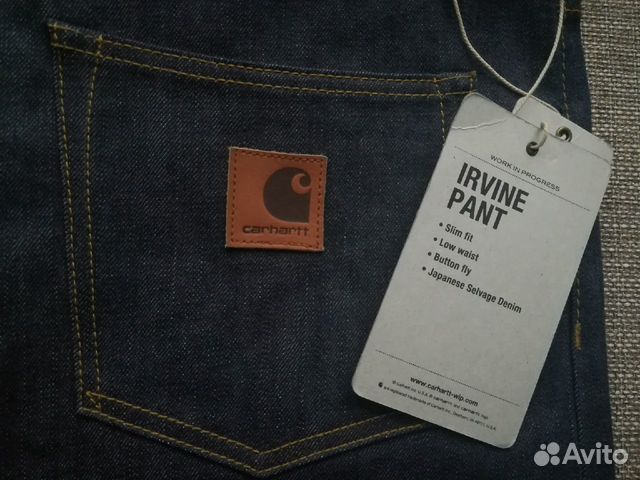 carhartt
WORK IN PROGRESS
IRVINE
PANT
• Slim fit
• Low waist
• Button fly
• Japanese Selvage Denim
www.carhartt-wip.com
Avito